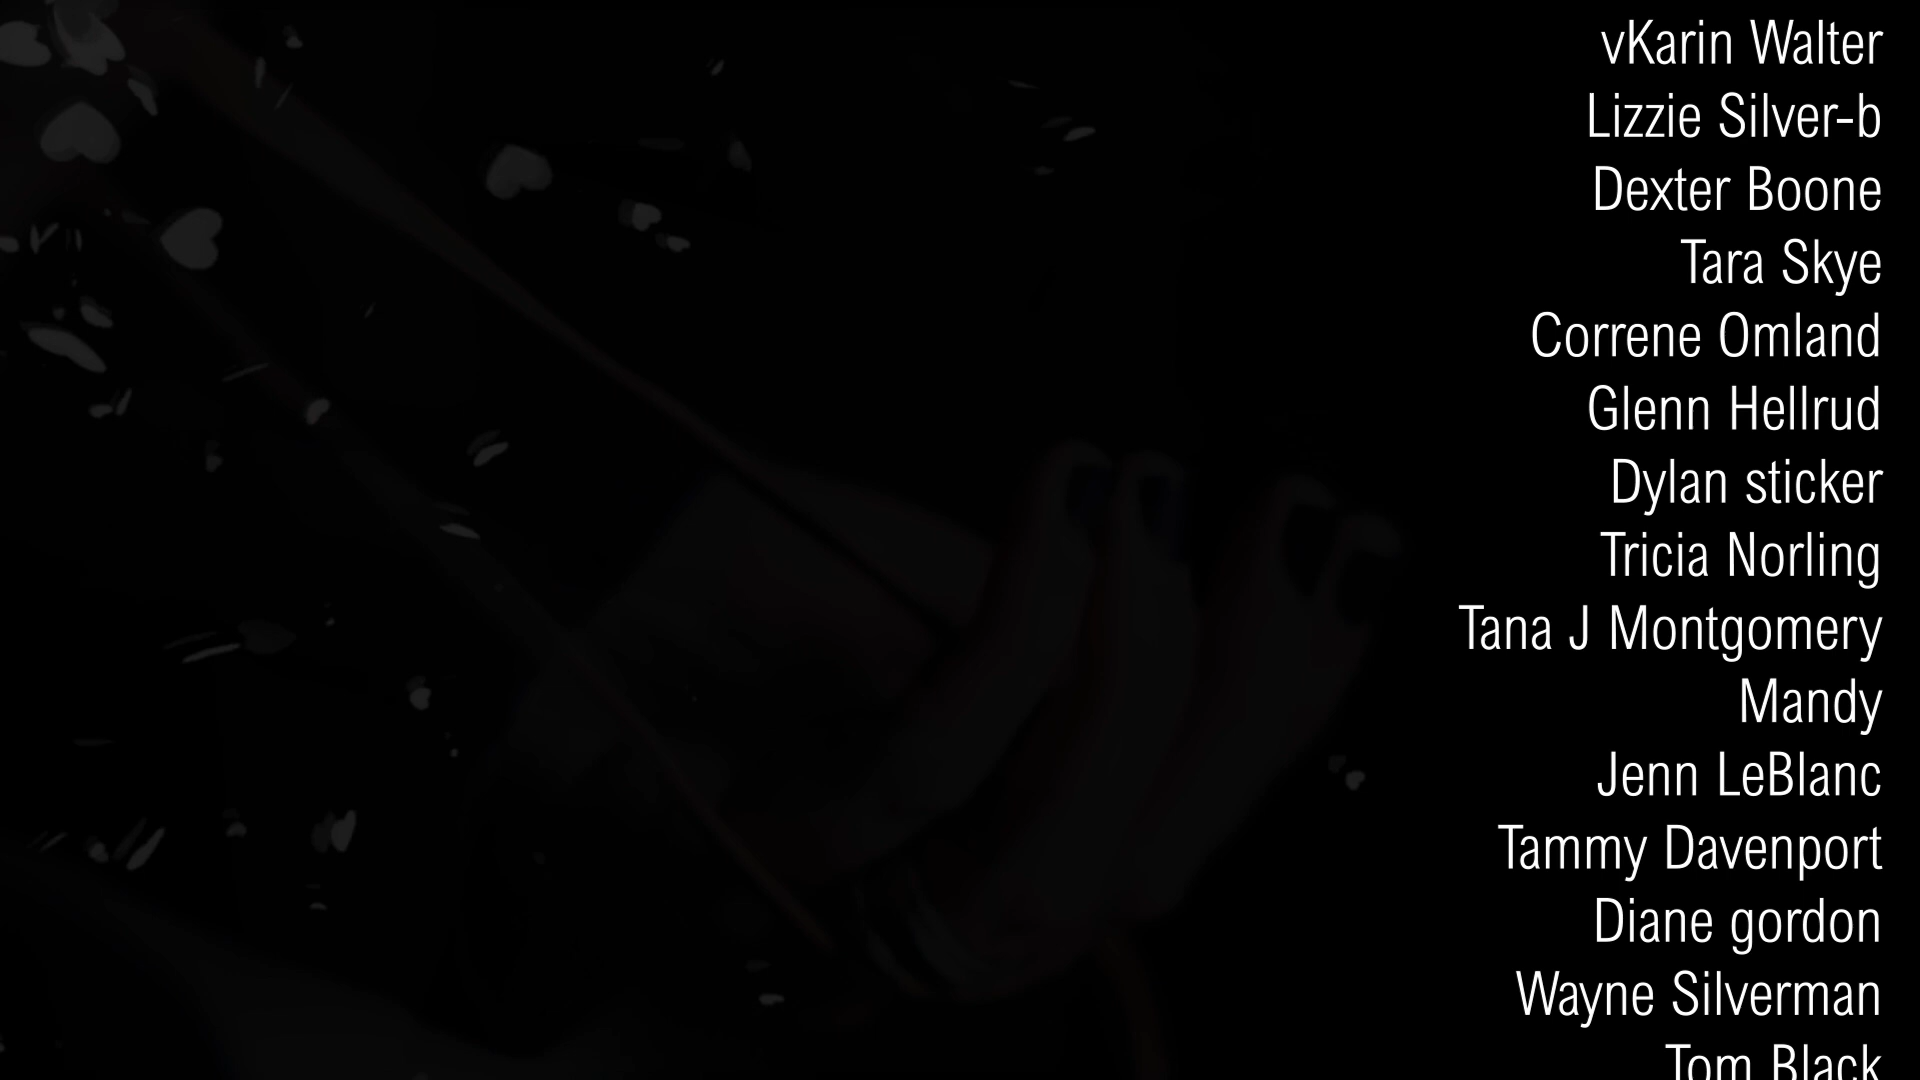 vKarin Walter
Lizzie Silver-b
Dexter Boone
Tara Skye
Correne Omland
Glenn Hellrud
Dylan sticker
Tricia Norling
Tana J Montgomery
Mandy
Jenn LeBlanc
Tammy Davenport
Diane gordon
Wayne Silverman
Tom Black